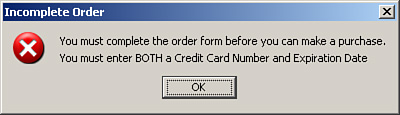 Incomplete Order
You must complete the order form before you can make a purchase.
You must enter BOTH a Credit Card Number and Expiration Date
OK